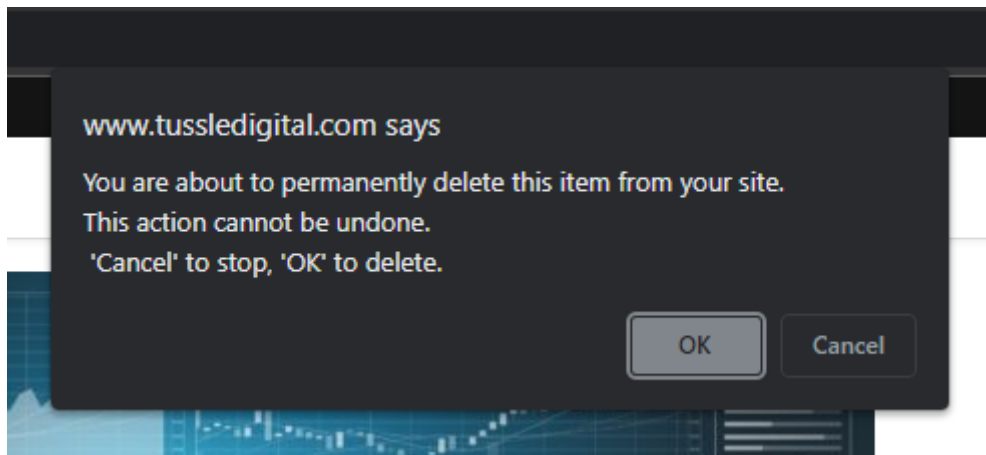 www.tussledigital.com says
You are about to permanently delete this item from your site.
This action cannot be undone.
'Cancel' to stop, 'OK' to delete.
OK
Cancel